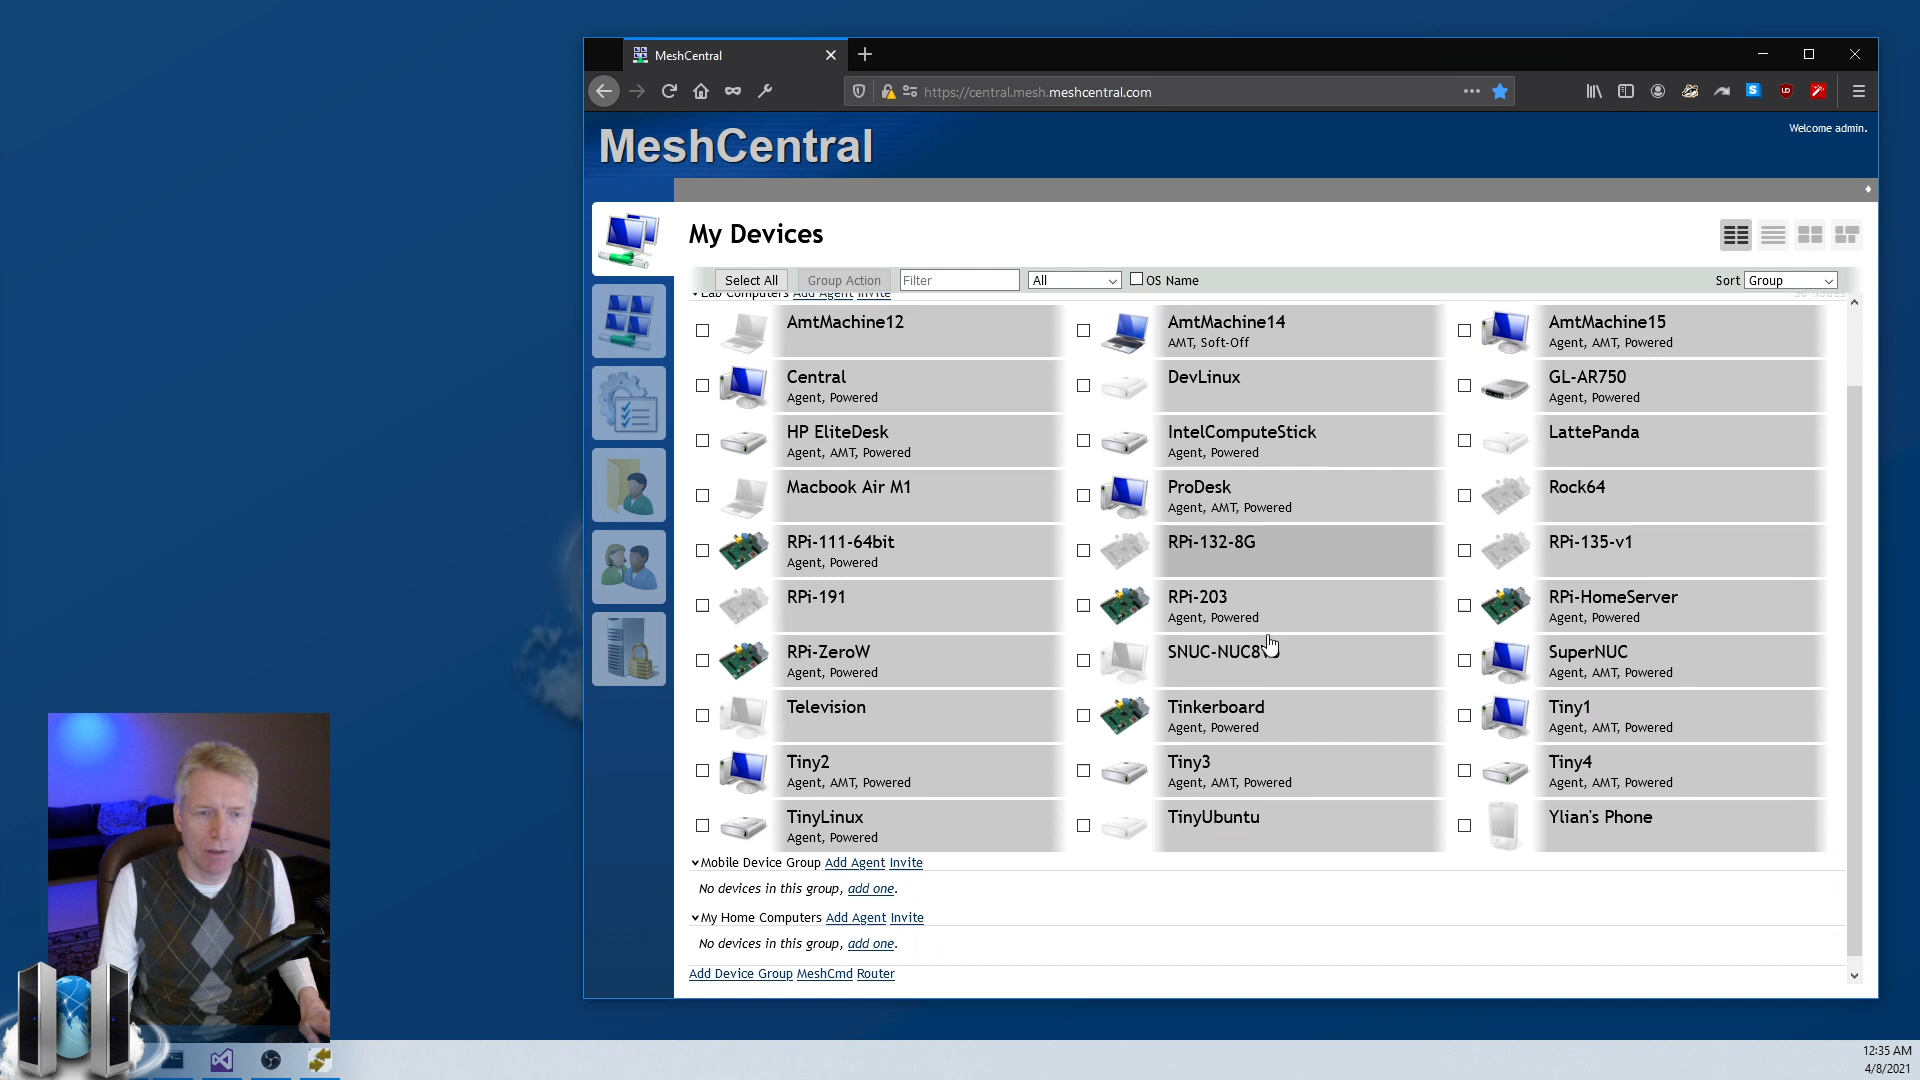 MeshCentral
https://central.mesh.meshcentral.com
MeshCentral
Welcome admin.
My Devices
Select All Group Action Filter All OS Name Sort Group
Lab Computers Add Agent Invite
AmtMachine12
AmtMachine14
AMT, Soft-Off
AmtMachine15
Agent, AMT, Powered
Central
Agent, Powered
DevLinux
GL-AR750
Agent, Powered
HP EliteDesk
Agent, AMT, Powered
IntelComputeStick
Agent, Powered
LattePanda
Macbook Air M1
ProDesk
Agent, AMT, Powered
Rock64
RPi-111-64bit
Agent, Powered
RPi-132-8G
RPi-135-v1
RPi-191
RPi-203
Agent, Powered
RPi-HomeServer
Agent, Powered
RPi-ZeroW
Agent, Powered
SuperNUC
Agent, AMT, Powered
Television
Tinkerboard
Agent, Powered
Tiny1
Agent, AMT, Powered
Tiny2
Agent, AMT, Powered
Tiny3
Agent, AMT, Powered
Tiny4
Agent, AMT, Powered
TinyLinux
Agent, Powered
TinyUbuntu
Ylian's Phone
Mobile Device Group Add Agent Invite
No devices in this group, add one.
My Home Computers Add Agent Invite
No devices in this group, add one.
Add Device Group MeshCmd Router
12:35 AM
4/8/2021